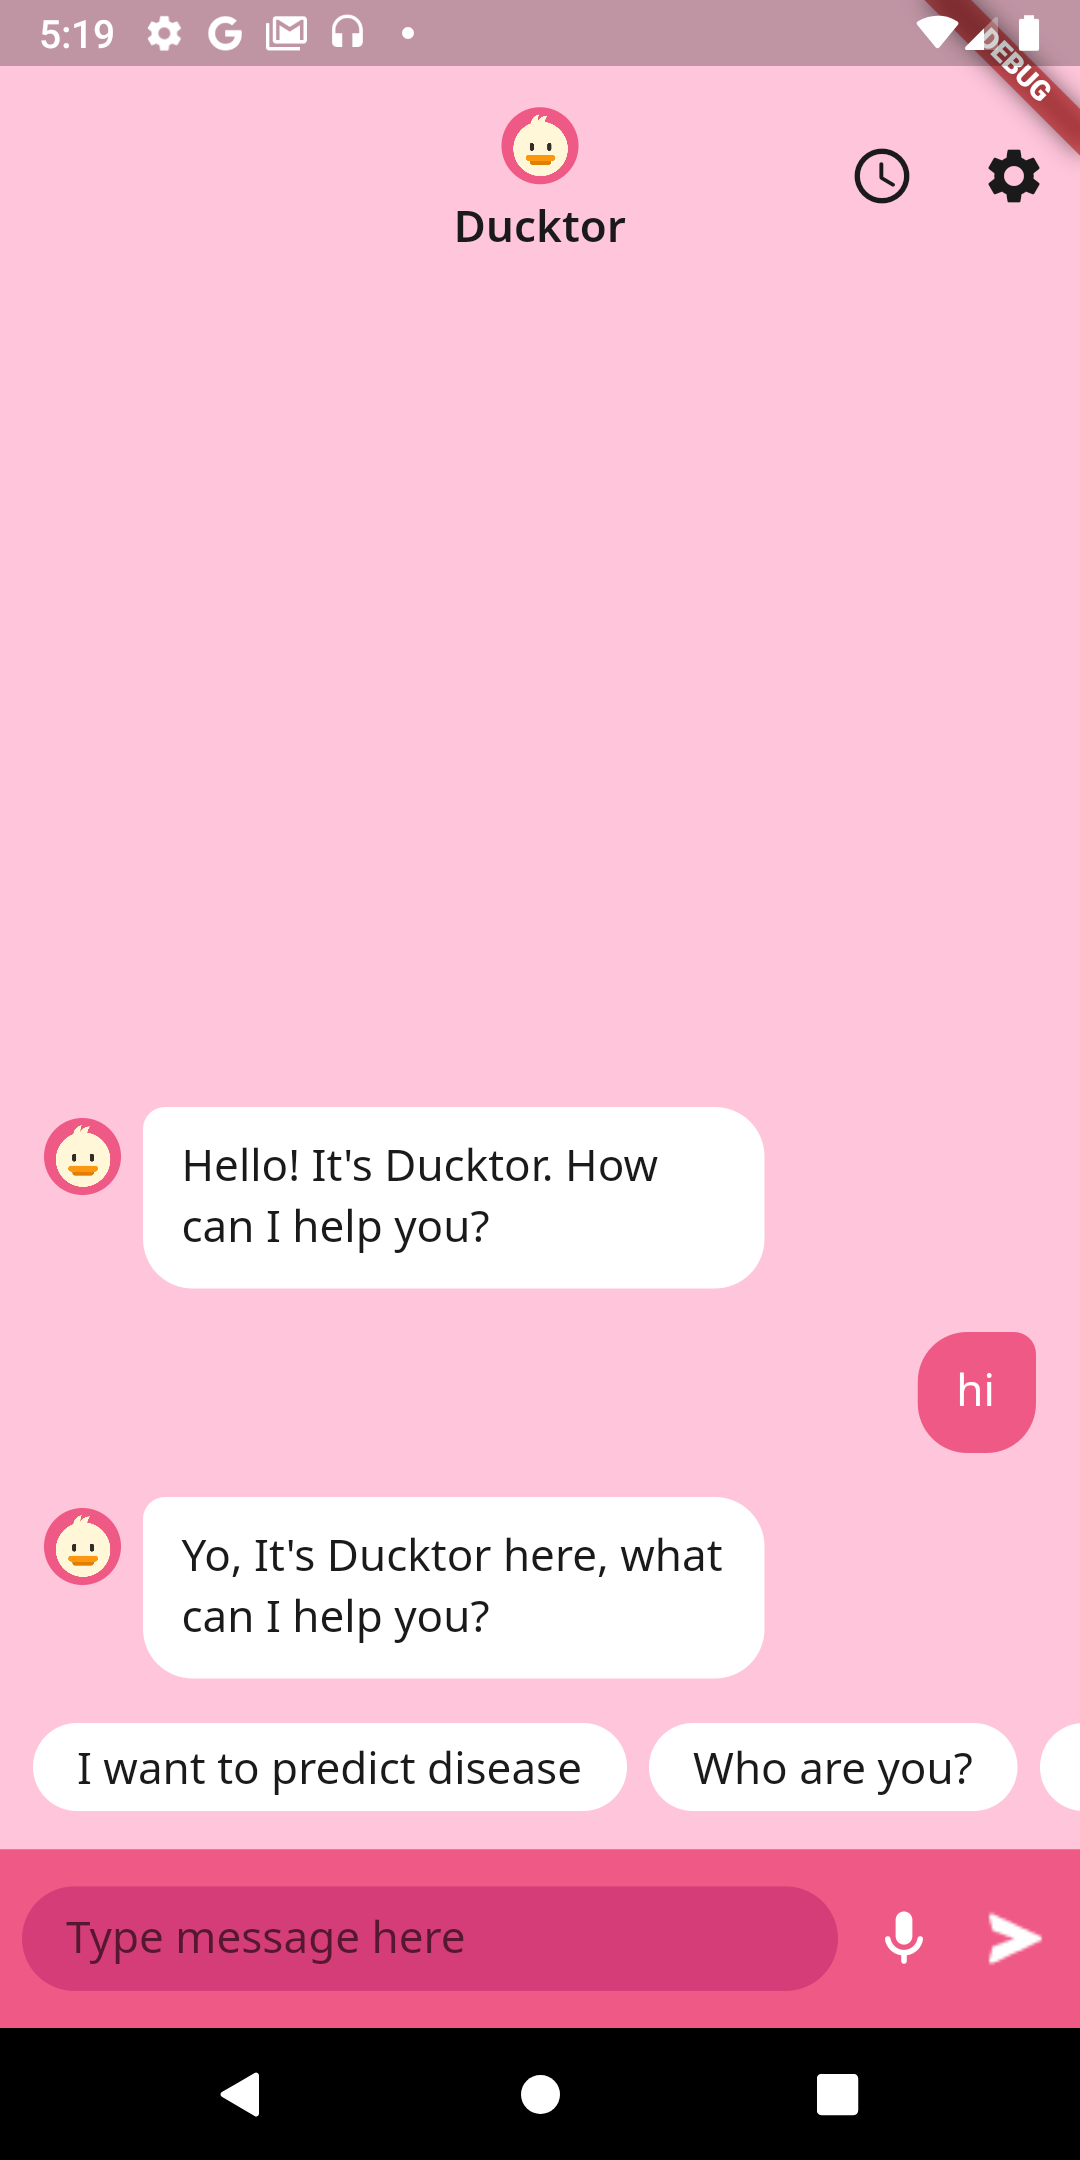 5:19
DEBUG
Ducktor
Hello! It's Ducktor. How
can I help you?
hi
Yo, It's Ducktor here, what
can I help you?
I want to predict disease
Who are you?
Type message here